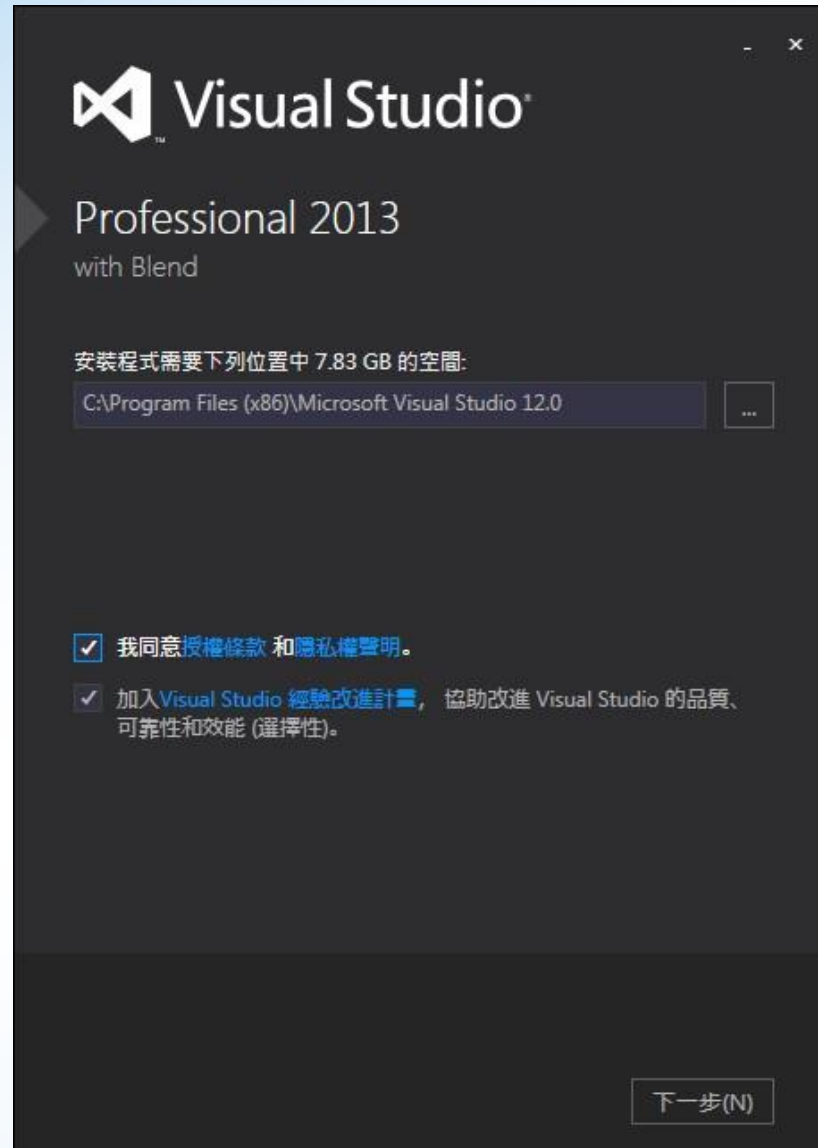 Visual Studio®
™
Professional 2013
with Blend
安裝程式需要下列位置中 7.83 GB 的空間:
C:\Program Files (x86)\Microsoft Visual Studio 12.0
...
我同意授權條款 和隱私權聲明。
加入Visual Studio 經驗改進計畫， 協助改進 Visual Studio 的品質、
可靠性和效能 (選擇性)。
下一步(N)